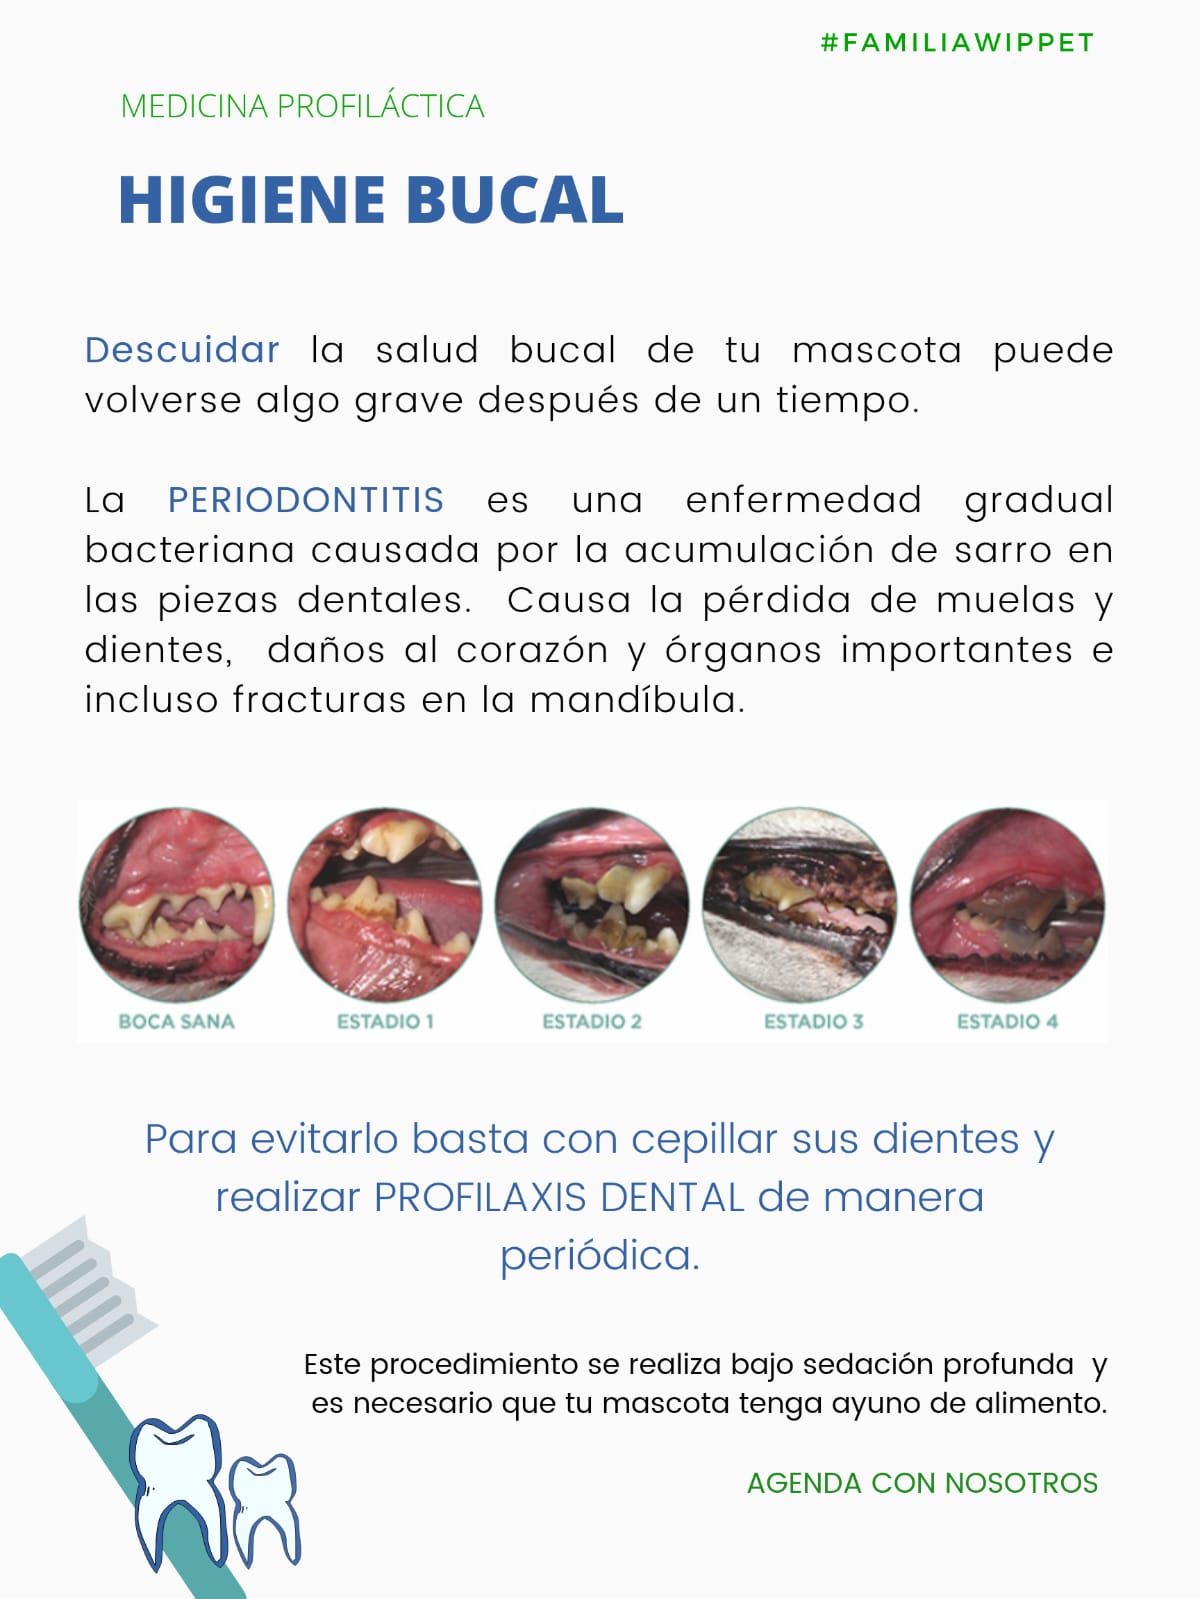 #FAMILIAWIPPET
MEDICINA PROFILÁCTICA
HIGIENE BUCAL
Descuidar la salud bucal de tu mascota puede
volverse algo grave después de un tiempo.
La PERIODONTITIS es una enfermedad gradual
bacteriana causada por la acumulación de sarro en
las piezas dentales. Causa la pérdida de muelas y
dientes, daños al corazón y órganos importantes e
incluso fracturas en la mandíbula.
BOCA SANA ESTADIO 1 ESTADIO 2 ESTADIO 3 ESTADIO 4
Para evitarlo basta con cepillar sus dientes y
realizar PROFILAXIS DENTAL de manera
periódica.
Este procedimiento se realiza bajo sedación profunda y
es necesario que tu mascota tenga ayuno de alimento.
AGENDA CON NOSOTROS